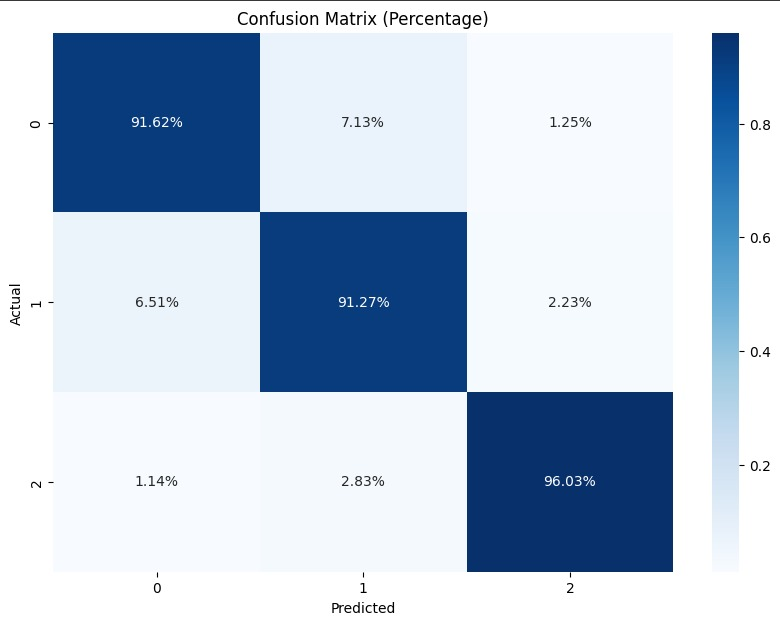 Confusion Matrix (Percentage)
0 91.62% 7.13% 1.25%
1 6.51% 91.27% 2.23%
2 1.14% 2.83% 96.03%
0 1 2
Predicted
Actual
0.8
0.6
0.4
0.2